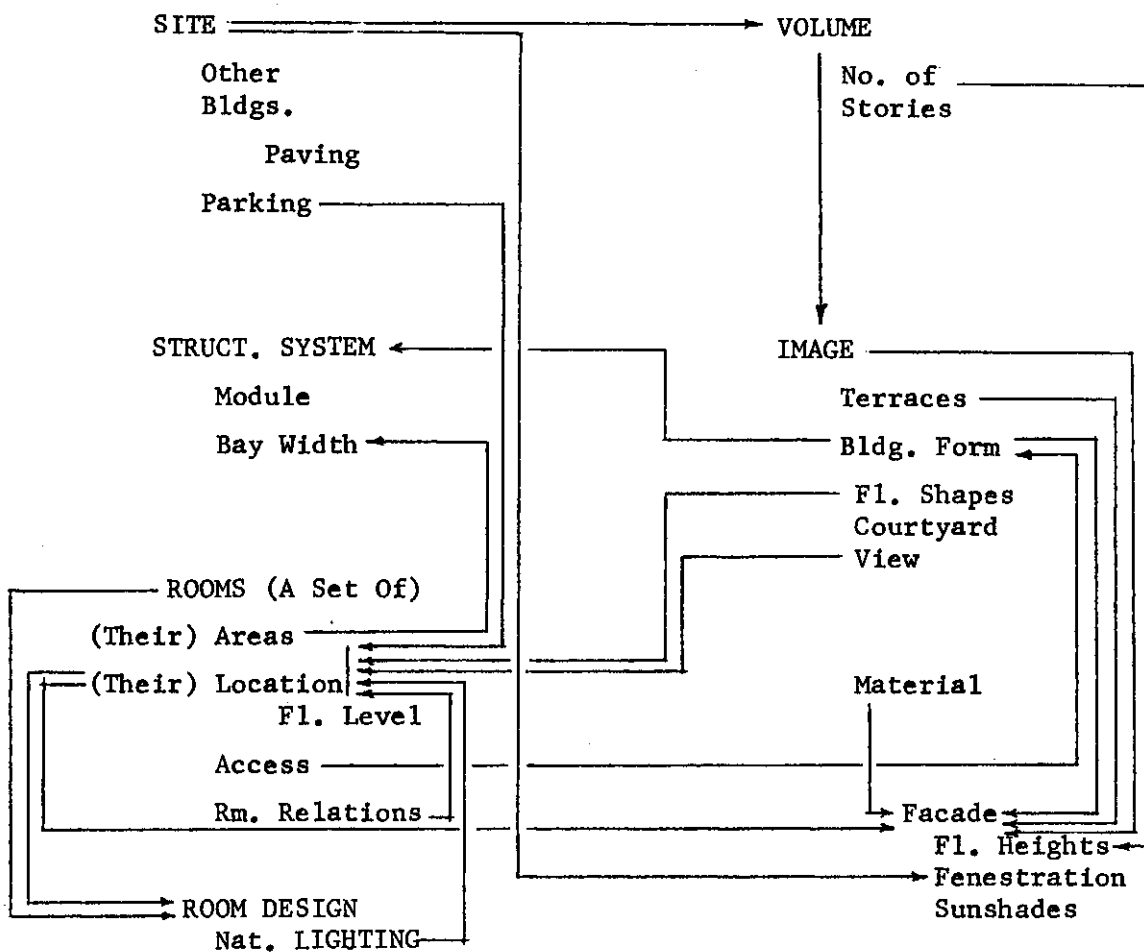 SITE
Other
Bldgs.
Paving
Parking
VOLUME
No. of
Stories
STRUCT. SYSTEM
Module
Bay Width
IMAGE
Terraces
Bldg. Form
Fl. Shapes
Courtyard
View
ROOMS (A Set Of)
(Their) Areas
(Their) Location
Fl. Level
Access
Rm. Relations
Material
Facade
Fl. Heights
Fenestration
Sunshades
ROOM DESIGN
Nat. LIGHTING